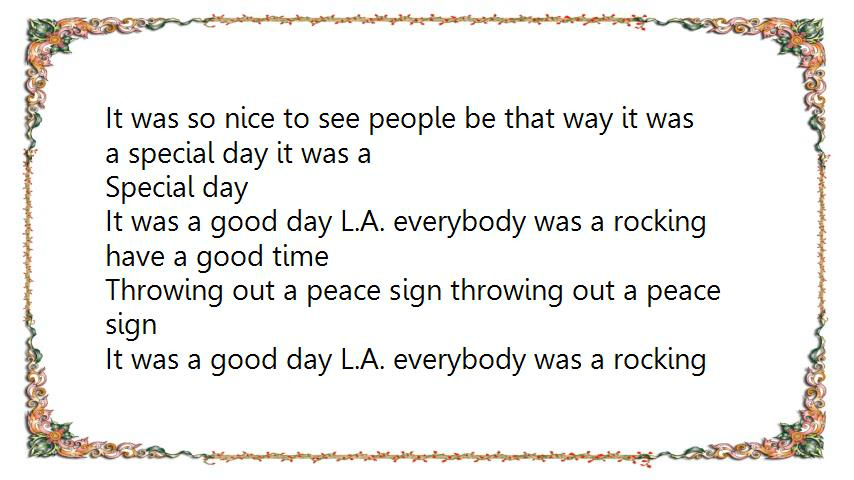 It was so nice to see people be that way it was
a special day it was a
Special day
It was a good day L.A. everybody was a rocking
have a good time
Throwing out a peace sign throwing out a peace
sign
It was a good day L.A. everybody was a rocking